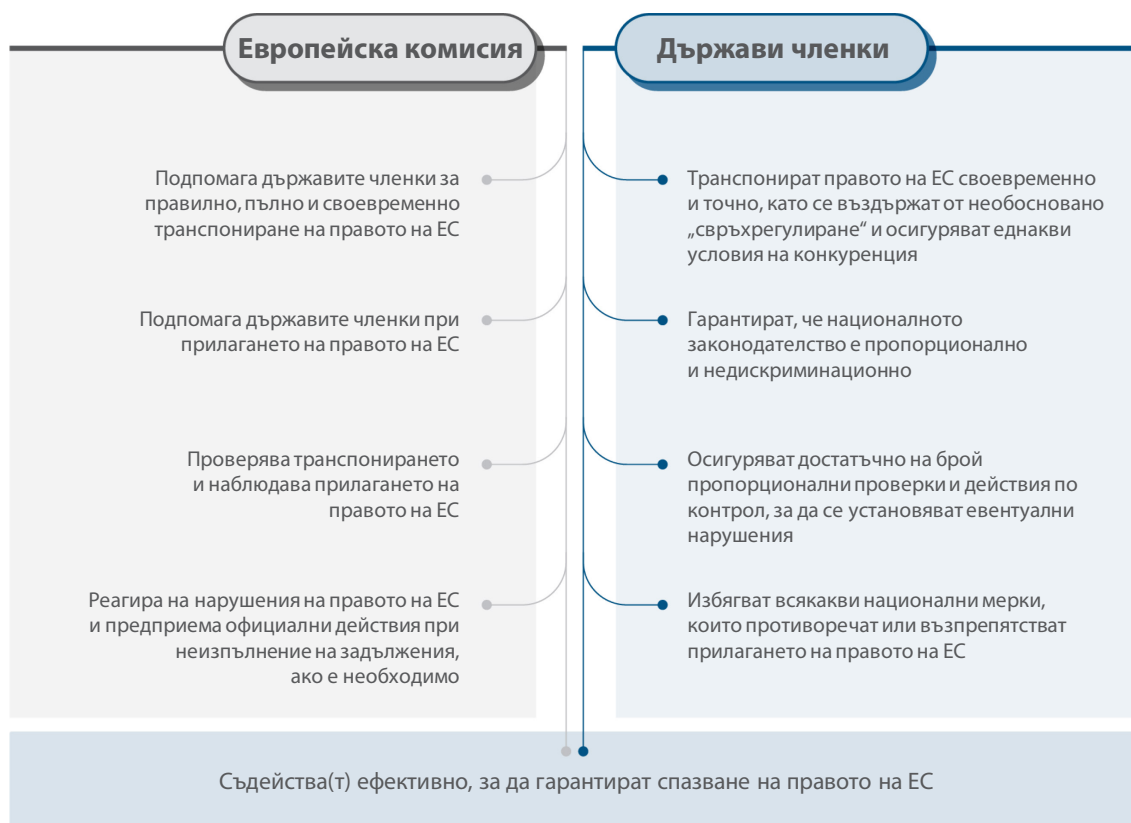 Европейска комисия
Подпомага държавите членки за
правилно, пълно и своевременно
транспониране на правото на ЕС
Подпомага държавите членки при
прилагането на правото на ЕС
Проверява транспонирането
и наблюдава прилагането на
правото на ЕС
Реагира на нарушения на правото на ЕС
и предприема официални действия при
неизпълнение на задължения,
ако е необходимо
Държави членки
Транспонират правото на ЕС своевременно
и точно, като се въздържат от необосновано
„свръхрегулиране“ и осигуряват еднакви
условия на конкуренция
Гарантират, че националното
законодателство е пропорционално
и недискриминационно
Осигуряват достатъчно на брой
пропорционални проверки и действия по
контрол, за да се установяват евентуални
нарушения
Избягват всякакви национални мерки,
които противоречат или възпрепятстват
прилагането на правото на ЕС
Съдейства(т) ефективно, за да гарантират спазване на правото на ЕС